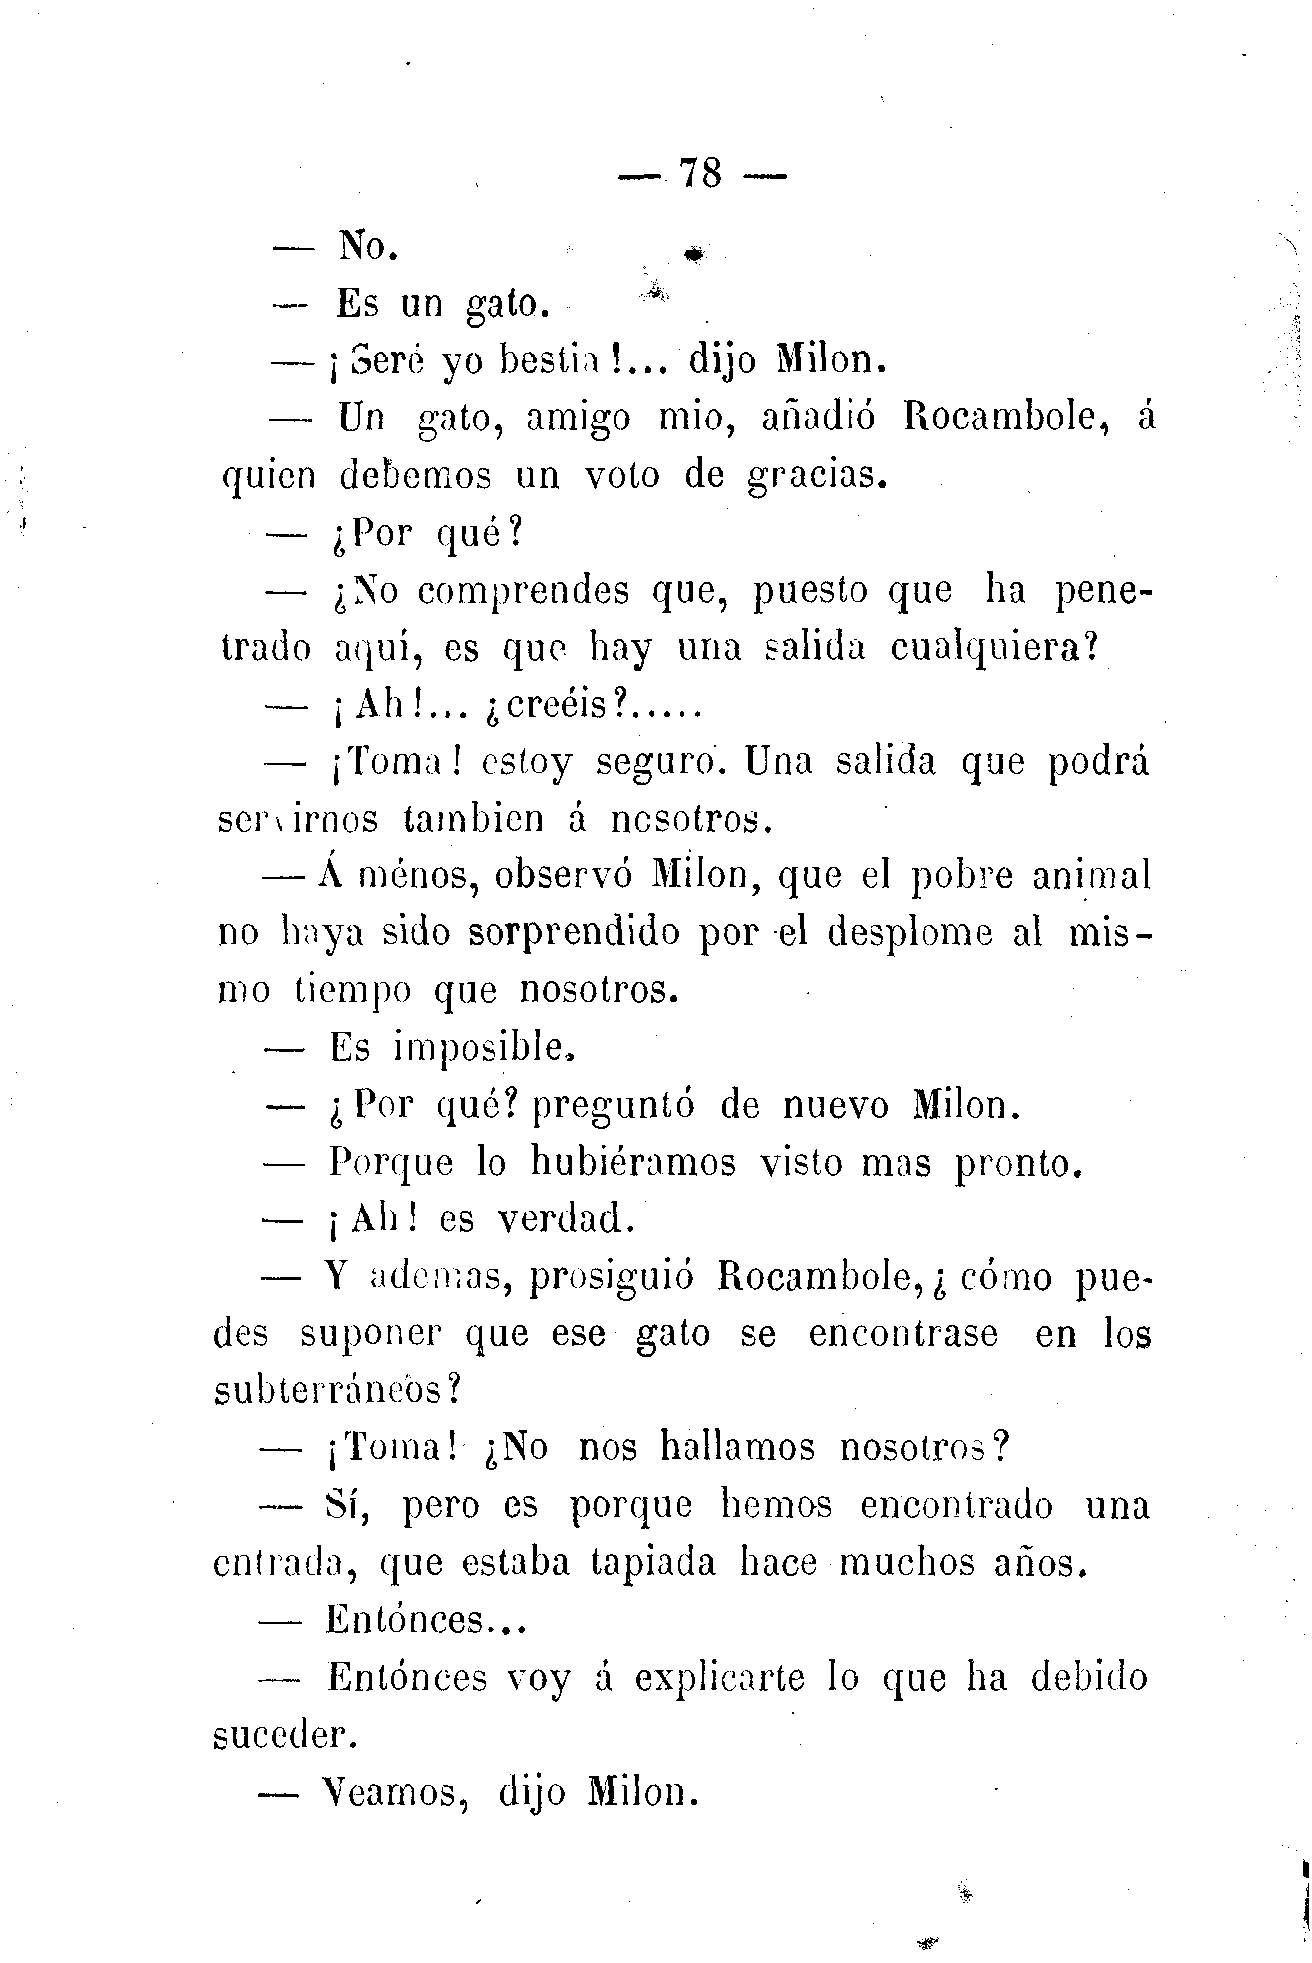 — 78 —
— No.
— Es un gato.
— ¡Seré yo bestia!... dijo Milon.
— Un gato, amigo mio, añadió Rocambole, á
quien debemos un voto de gracias.
— ¿Por qué?
— ¿No comprendes que, puesto que ha pene-
trado aquí, es que hay una salida cualquiera?
— ¡Ah!... ¿creéis?.....
— ¡Toma! estoy seguro. Una salida que podrá
servirnos tambien á nosotros.
— Á ménos, observó Milon, que el pobre animal
no haya sido sorprendido por el desplome al mis-
mo tiempo que nosotros.
— Es imposible.
— ¿Por qué? preguntó de nuevo Milon.
— Porque lo hubiéramos visto mas pronto.
— ¡Ah! es verdad.
— Y ademas, prosiguió Rocambole, ¿cómo pue-
des suponer que ese gato se encontrase en los
subterráneos?
— ¡Toma! ¿No nos hallamos nosotros?
— Sí, pero es porque hemos encontrado una
entrada, que estaba tapiada hace muchos años.
— Entónces...
— Entónces voy á explicarte lo que ha debido
suceder.
— Veamos, dijo Milon.